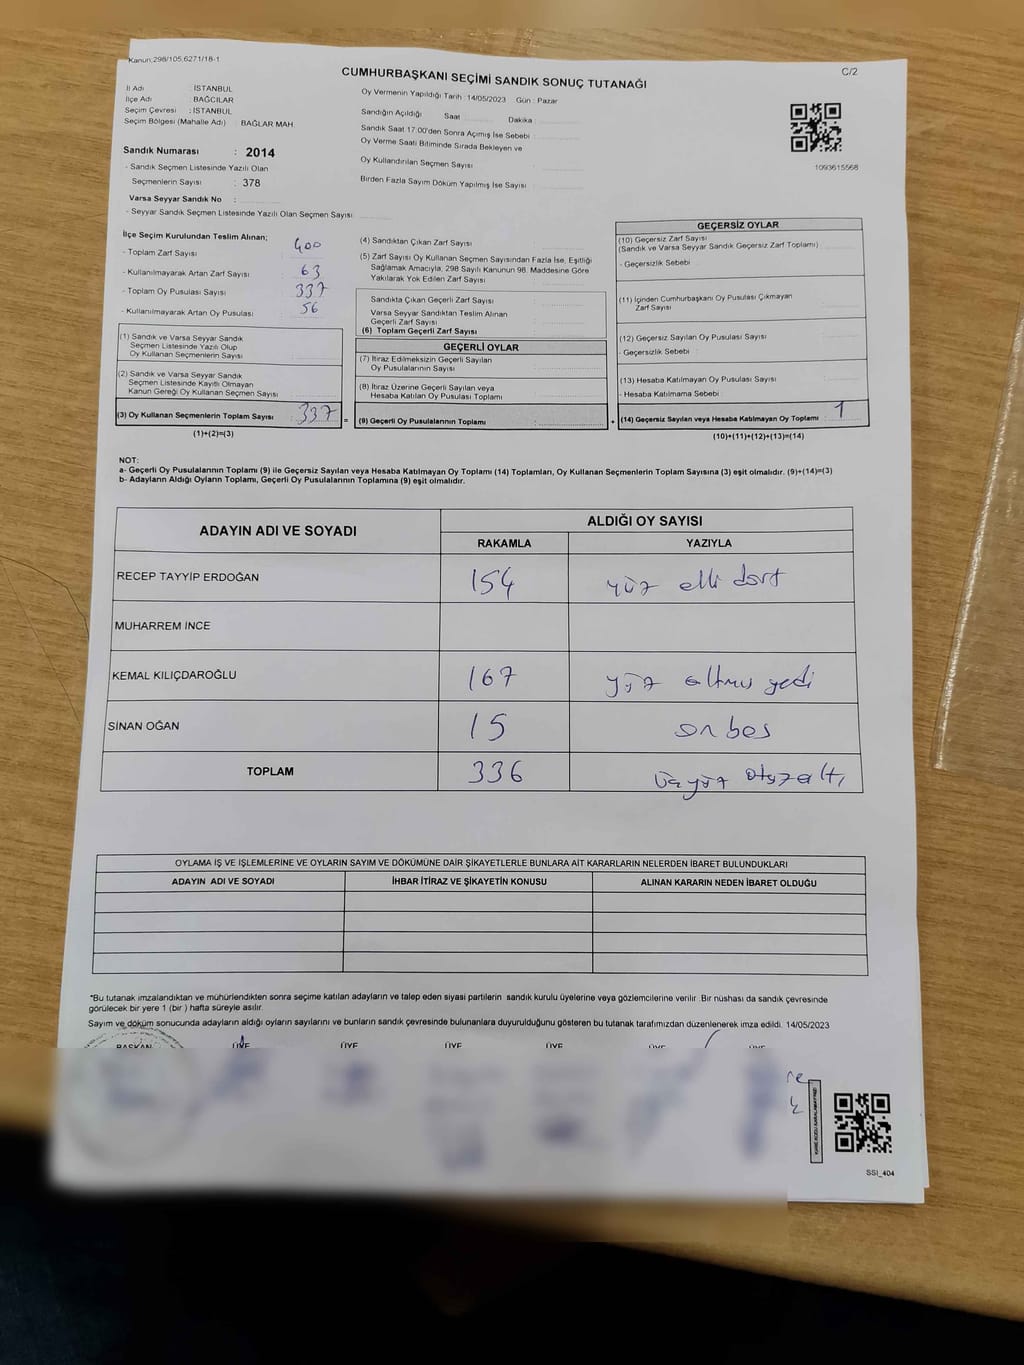 Kanun:298/105,6271/18-1
C/2
CUMHURBAŞKANI SEÇİMİ SANDIK SONUÇ TUTANAĞI
İl Adı : İSTANBUL
İlçe Adı : BAĞCILAR
Seçim Çevresi : İSTANBUL
Seçim Bölgesi (Mahalle Adı) : BAĞLAR MAH.
Sandık Numarası : 2014
- Sandık Seçmen Listesinde Yazılı Olan
Seçmenlerin Sayısı : 378
Varsa Seyyar Sandık No :
- Seyyar Sandık Seçmen Listesinde Yazılı Olan Seçmen Sayısı
Oy Vermenin Yapıldığı Tarih : 14/05/2023 Gün : Pazar
Sandığın Açıldığı Saat Dakika :
Sandık Saat 17:00'den Sonra Açımış İse Sebebi :
Oy Verme Saati Bitiminde Sırada Bekleyen ve
Oy Kullandırılan Seçmen Sayısı
Birden Fazla Sayım Döküm Yapılmış İse Sayısı
1093615568
İlçe Seçim Kurulundan Teslim Alınan;
- Toplam Zarf Sayısı : 400
- Kullanılmayarak Artan Zarf Sayısı : 63
- Toplam Oy Pusulası Sayısı : 337
- Kullanılmayarak Artan Oy Pusulası : 56
(1) Sandık ve Varsa Seyyar Sandık
Seçmen Listesinde Yazılı Olup
Oy Kullanan Seçmenlerin Sayısı
(2) Sandık ve Varsa Seyyar Sandık
Seçmen Listesinde Kayıtlı Olmayan
Kanun Gereği Oy Kullanan Seçmen Sayısı
(3) Oy Kullanan Seçmenlerin Toplam Sayısı : 337
(1)+(2)=(3)
(4) Sandıktan Çıkan Zarf Sayısı
(5) Zarf Sayısı Oy Kullanan Seçmen Sayısından Fazla İse, Eşitliği
Sağlamak Amacıyla, 298 Sayılı Kanunun 98. Maddesine Göre
Yakılarak Yok Edilen Zarf Sayısı
Sandıkta Çıkan Geçerli Zarf Sayısı
Varsa Seyyar Sandıktan Teslim Alınan
Geçerli Zarf Sayısı
(6) Toplam Geçerli Zarf Sayısı
GEÇERLİ OYLAR
(7) İtiraz Edilmeksizin Geçerli Sayılan
Oy Pusulalarının Sayısı
(8) İtiraz Üzerine Geçerli Sayılan veya
Hesaba Katılan Oy Pusulası Toplamı
= (9) Geçerli Oy Pusulalarının Toplamı :
GEÇERSİZ OYLAR
(10) Geçersiz Zarf Sayısı
(Sandık ve Varsa Seyyar Sandık Geçersiz Zarf Toplamı)
- Geçersizlik Sebebi :
(11) İçinden Cumhurbaşkanı Oy Pusulası Çıkmayan
Zarf Sayısı
(12) Geçersiz Sayılan Oy Pusulası Sayısı
- Geçersizlik Sebebi :
(13) Hesaba Katılmayan Oy Pusulası Sayısı
- Hesaba Katılmama Sebebi :
+ (14) Geçersiz Sayılan veya Hesaba Katılmayan Oy Toplamı : 1
(10)+(11)+(12)+(13)=(14)
NOT:
a- Geçerli Oy Pusulalarının Toplamı (9) ile Geçersiz Sayılan veya Hesaba Katılmayan Oy Toplamı (14) Toplamları, Oy Kullanan Seçmenlerin Toplam Sayısına (3) eşit olmalıdır. (9)+(14)=(3)
b- Adayların Aldığı Oyların Toplamı, Geçerli Oy Pusulalarının Toplamına (9) eşit olmalıdır.
ADAYIN ADI VE SOYADI ALDIĞI OY SAYISI
RAKAMLA YAZIYLA
RECEP TAYYİP ERDOĞAN 154 yüz elli dört
MUHARREM İNCE
KEMAL KILIÇDAROĞLU 167 yüz altmış yedi
SİNAN OĞAN 15 on beş
TOPLAM 336 üçyüz otuzaltı
OYLAMA İŞ VE İŞLEMLERİNE VE OYLARIN SAYIM VE DÖKÜMÜNE DAİR ŞİKAYETLERLE BUNLARA AİT KARARLARIN NELERDEN İBARET BULUNDUKLARI
ADAYIN ADI VE SOYADI İHBAR İTİRAZ VE ŞİKAYETİN KONUSU ALINAN KARARIN NEDEN İBARET OLDUĞU
*Bu tutanak imzalandıktan ve mühürlendikten sonra seçime katılan adayların ve talep eden siyasi partilerin sandık kurulu üyelerine veya gözlemcilerine verilir. Bir nüshası da sandık çevresinde
görülecek bir yere 1 (bir) hafta süreyle asılır.
Sayım ve döküm sonucunda adayların aldığı oyların sayılarını ve bunların sandık çevresinde bulunanlara duyurulduğunu gösteren bu tutanak tarafımızdan düzenlenerek imza edildi. 14/05/2023
BAŞKAN ÜYE ÜYE ÜYE ÜYE ÜYE ÜYE
SSI_404